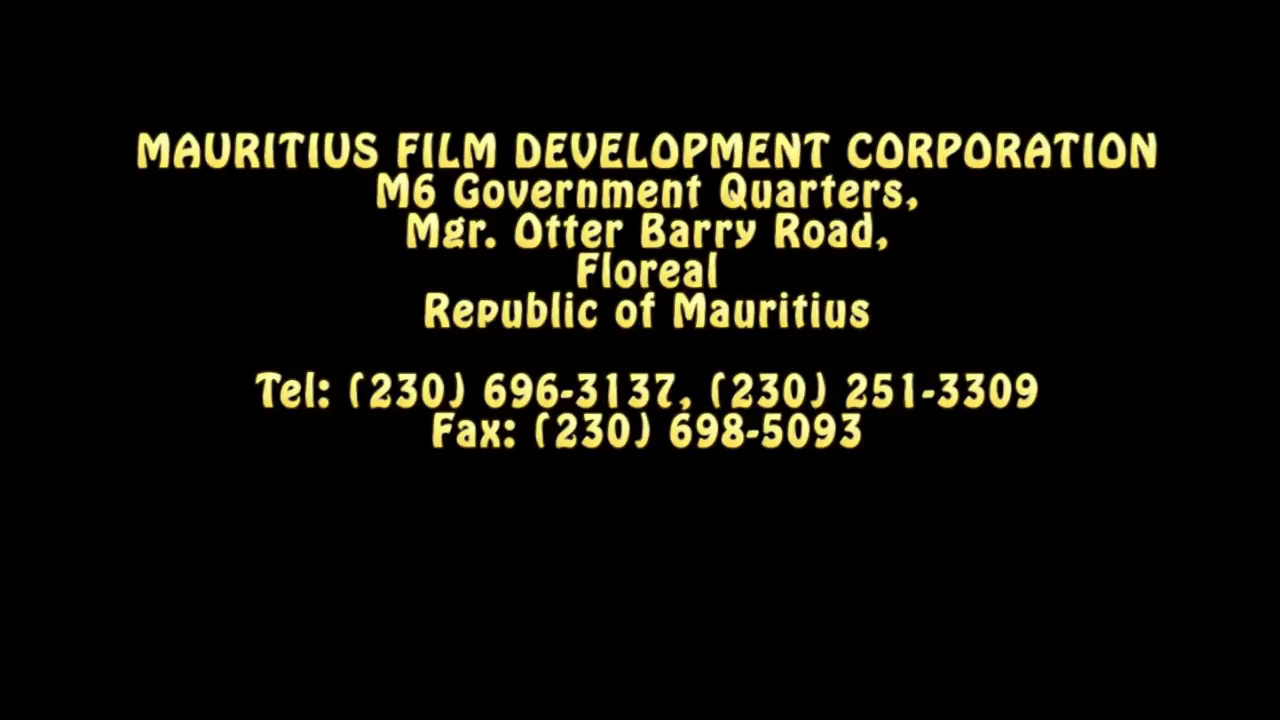 MAURITIUS FILM DEVELOPMENT CORPORATION
M6 Government Quarters,
Mgr. Otter Barry Road,
Floreal
Republic of Mauritius
Tel: (230) 696-3137, (230) 251-3309
Fax: (230) 698-5093